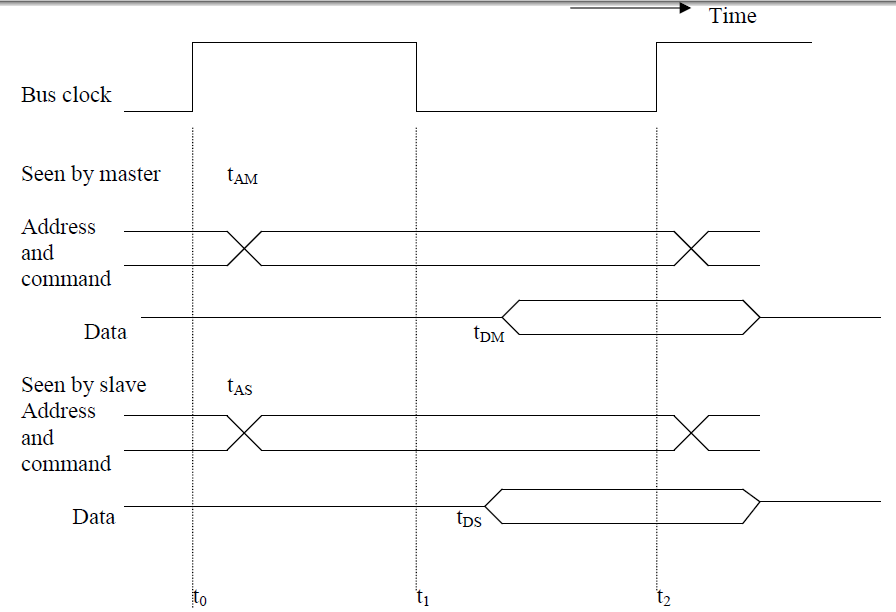 Time
Bus clock
Seen by master tAM
Address
and
command
Data
tDM
Seen by slave tAS
Address
and
command
Data
tDS
t0 t1 t2